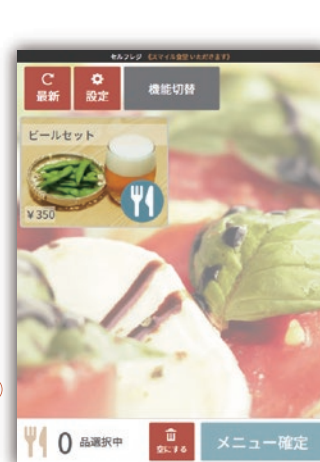 セルフレジ
最新
設定
機能切替
ビールセット
¥350
0 品選択中
空にする
メニュー確定